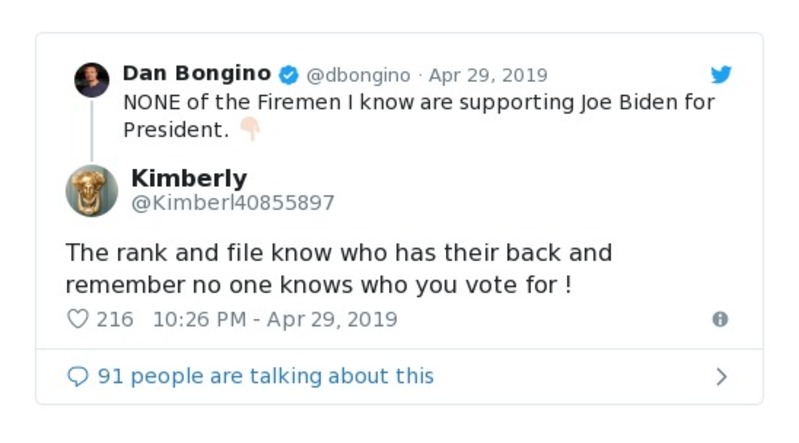 Dan Bongino @dbongino · Apr 29, 2019
NONE of the Firemen I know are supporting Joe Biden for
President. 👇🏻
Kimberly
@Kimberl40855897
The rank and file know who has their back and
remember no one knows who you vote for !
216 10:26 PM - Apr 29, 2019
91 people are talking about this